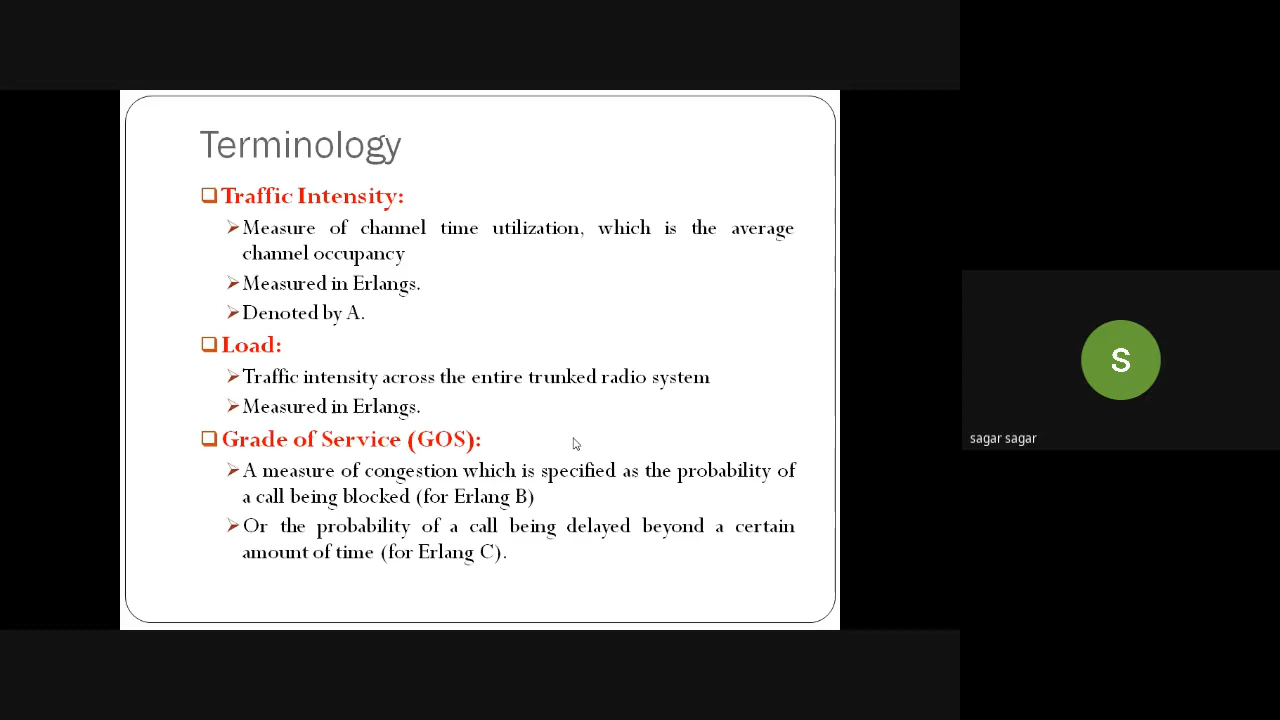 Terminology
Traffic Intensity:
Measure of channel time utilization, which is the average
channel occupancy
Measured in Erlangs.
Denoted by A.
Load:
Traffic intensity across the entire trunked radio system
Measured in Erlangs.
Grade of Service (GOS):
A measure of congestion which is specified as the probability of
a call being blocked (for Erlang B)
Or the probability of a call being delayed beyond a certain
amount of time (for Erlang C).
S
sagar sagar